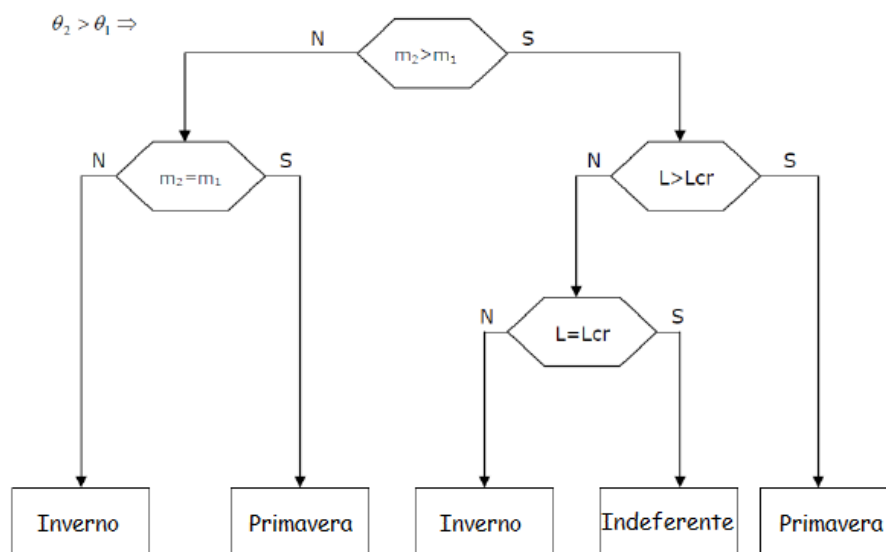 θ₂ > θ₁ ⇒
N
m₂>m₁
S
N
m₂=m₁
S
N
L>Lcr
S
N
L=Lcr
S
Inverno
Primavera
Inverno
Indeferente
Primavera